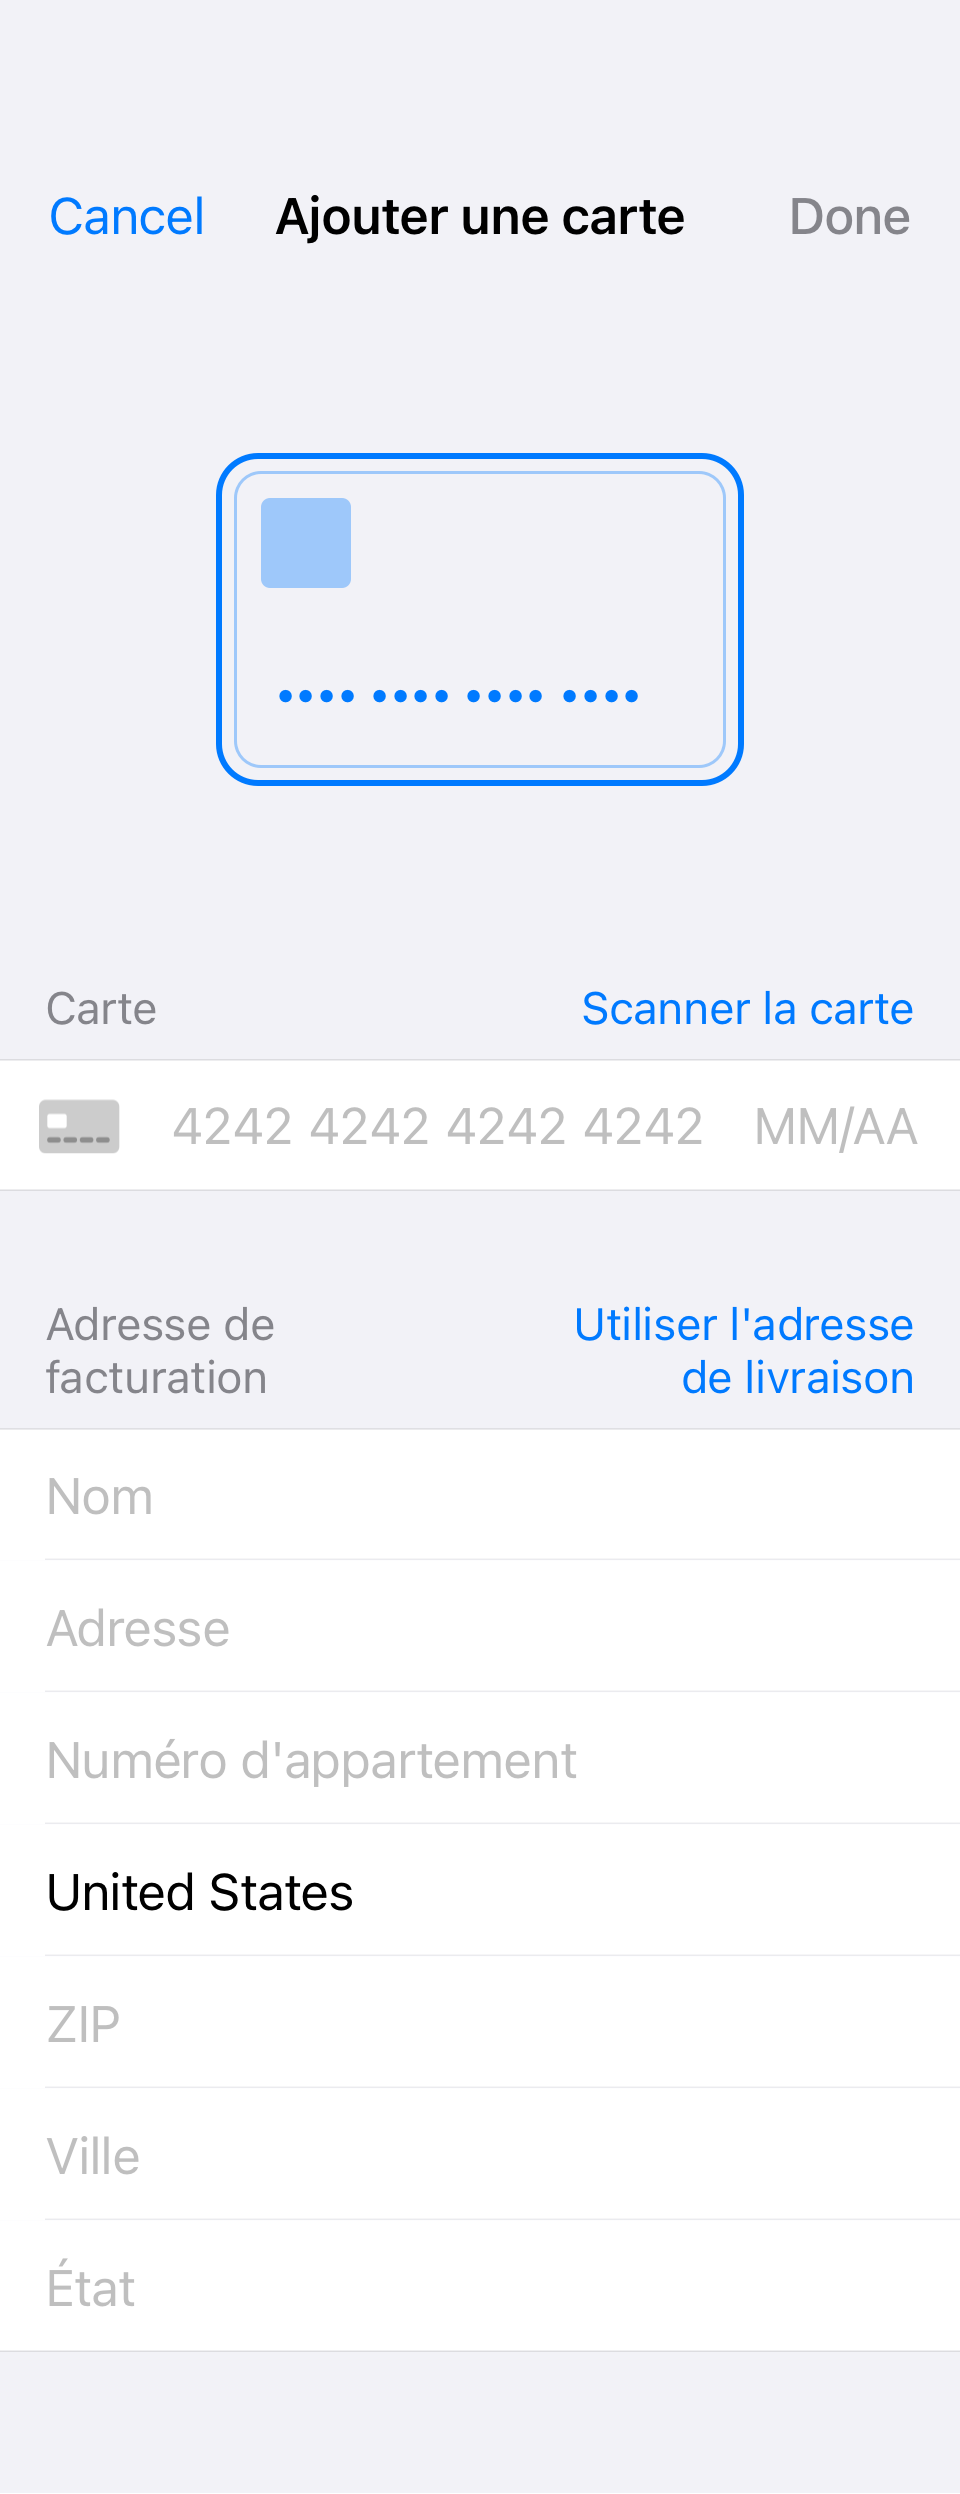 Cancel Ajouter une carte Done
Carte Scanner la carte
4242 4242 4242 4242 MM/AA
Adresse de
facturation
Utiliser l'adresse
de livraison
Nom
Adresse
Numéro d'appartement
United States
ZIP
Ville
État